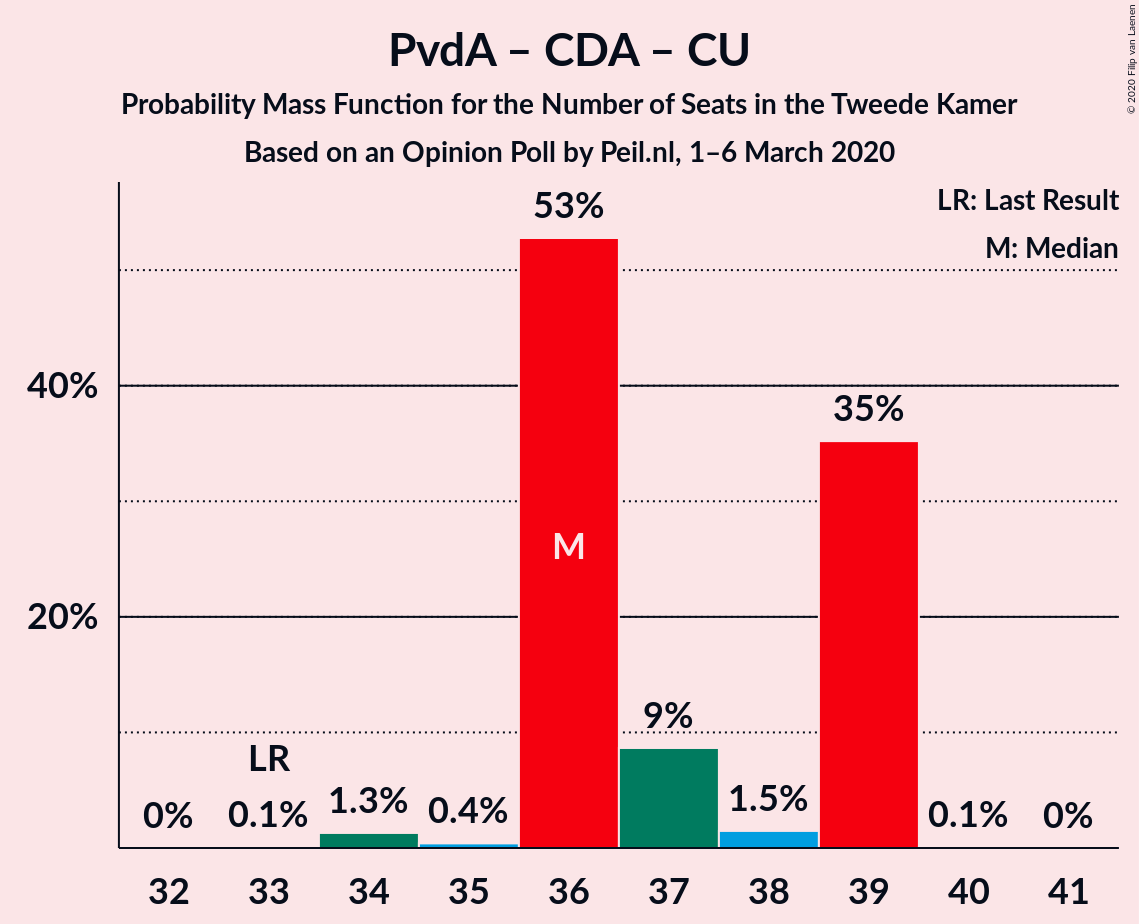 PvdA – CDA – CU
Probability Mass Function for the Number of Seats in the Tweede Kamer
Based on an Opinion Poll by Peil.nl, 1–6 March 2020
© 2020 Filip van Laenen
LR: Last Result
M: Median
53%
40%
35%
M
20%
9%
LR
0%
0.1%
1.3%
0.4%
1.5%
0.1%
0%
32
33
34
35
36
37
38
39
40
41